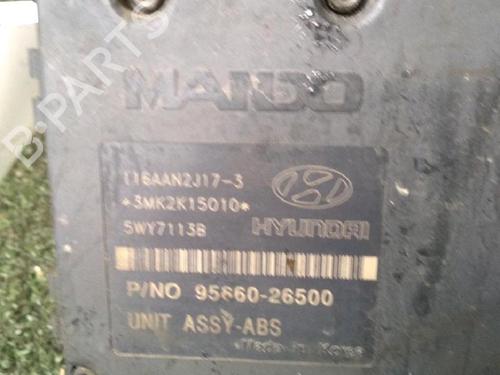 MANDO
116AAN2J17-3
*3MK2K15010*
5WY7113B
HYUNDAI
P/NO 95660-26500
UNIT ASSY-ABS
Made in Korea
B-PARTS